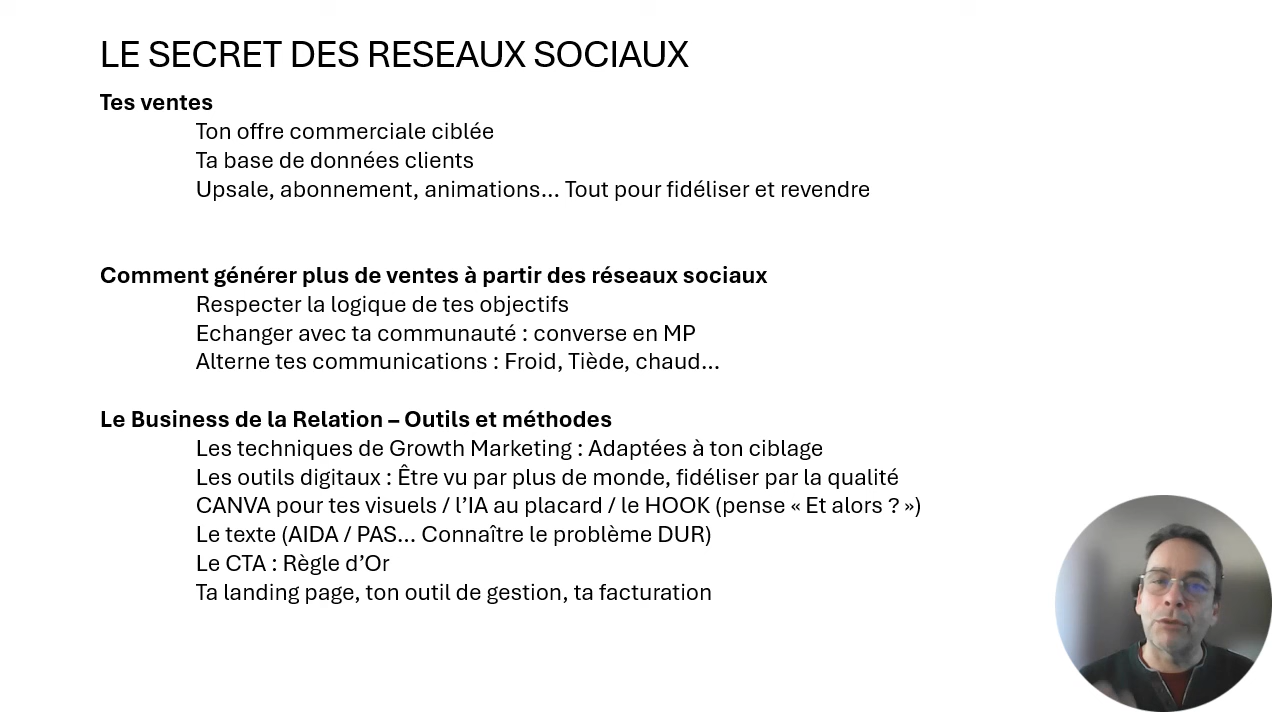 LE SECRET DES RESEAUX SOCIAUX
Tes ventes
Ton offre commerciale ciblée
Ta base de données clients
Upsale, abonnement, animations… Tout pour fidéliser et revendre
Comment générer plus de ventes à partir des réseaux sociaux
Respecter la logique de tes objectifs
Echanger avec ta communauté : converse en MP
Alterne tes communications : Froid, Tiède, chaud…
Le Business de la Relation – Outils et méthodes
Les techniques de Growth Marketing : Adaptées à ton ciblage
Les outils digitaux : Être vu par plus de monde, fidéliser par la qualité
CANVA pour tes visuels / l’IA au placard / le HOOK (pense « Et alors ? »)
Le texte (AIDA / PAS… Connaître le problème DUR)
Le CTA : Règle d’Or
Ta landing page, ton outil de gestion, ta facturation